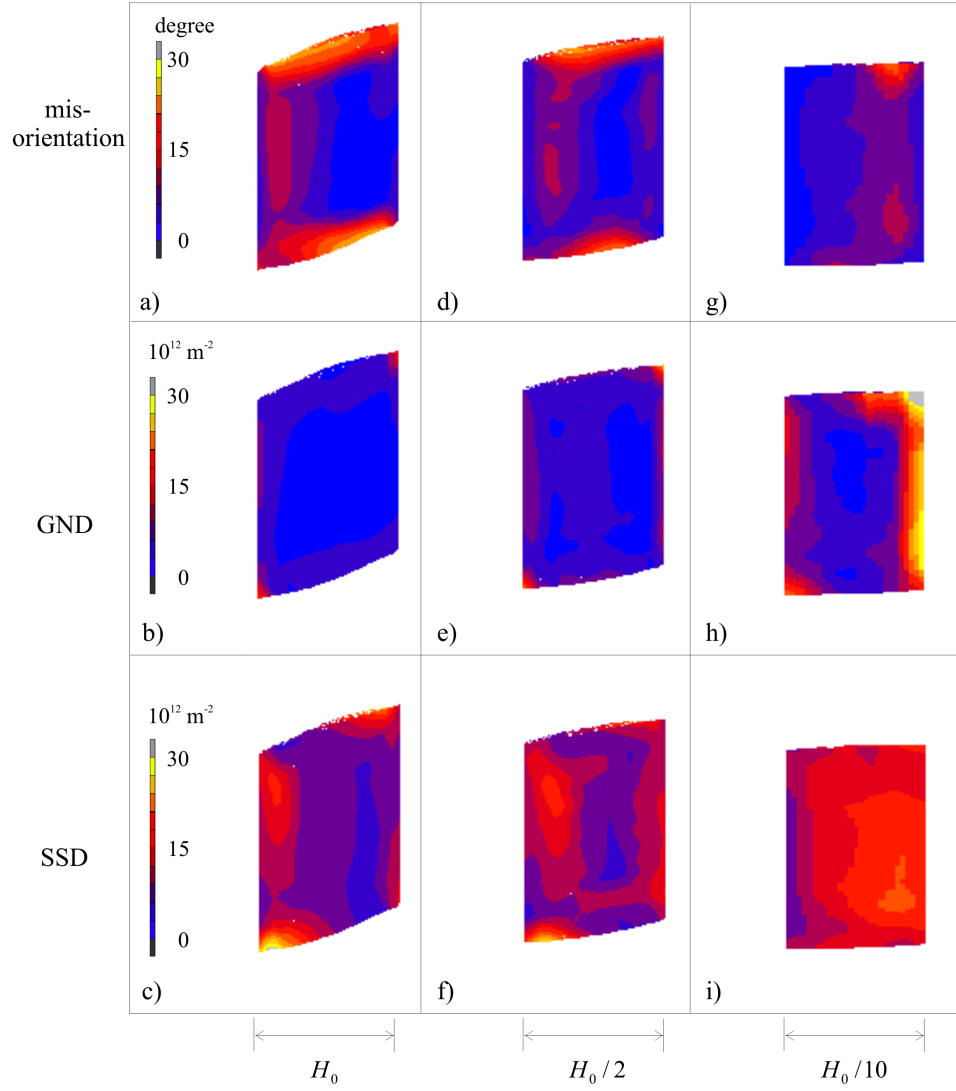 degree
30
15
0
mis-
orientation
a)
d)
g)
10¹² m⁻²
30
15
0
GND
b)
e)
h)
10¹² m⁻²
30
15
0
SSD
c)
f)
i)
H₀
H₀ / 2
H₀ / 10